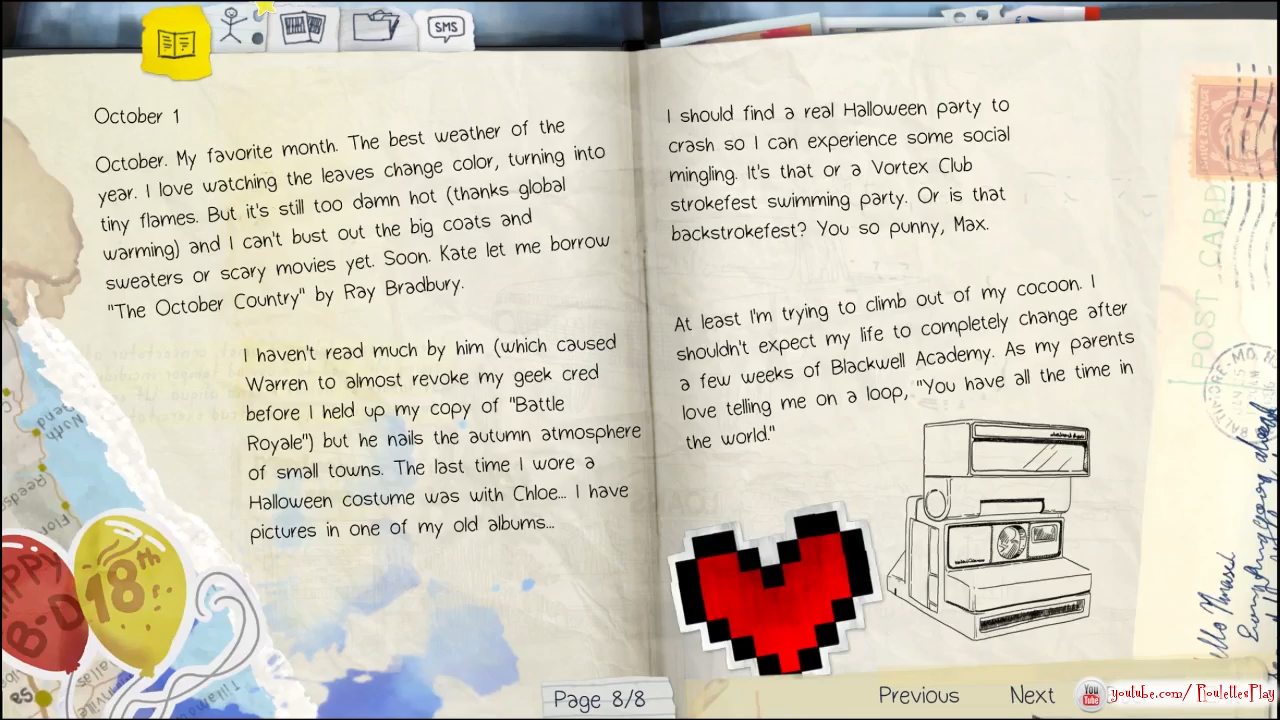 SMS
October 1
October. My favorite month. The best weather of the
year. I love watching the leaves change color, turning into
tiny flames. But it's still too damn hot (thanks global
warming) and I can't bust out the big coats and
sweaters or scary movies yet. Soon. Kate let me borrow
"The October Country" by Ray Bradbury.
I haven't read much by him (which caused
Warren to almost revoke my geek cred
before I held up my copy of "Battle
Royale") but he nails the autumn atmosphere
of small towns. The last time I wore a
Halloween costume was with Chloe... I have
pictures in one of my old albums...
I should find a real Halloween party to
crash so I can experience some social
mingling. It's that or a Vortex Club
strokefest swimming party. Or is that
backstrokefest? You so punny, Max.
At least I'm trying to climb out of my cocoon. I
shouldn't expect my life to completely change after
a few weeks of Blackwell Academy. As my parents
love telling me on a loop, "You have all the time in
the world."
18th
B-D
POST CARD
Page 8/8
Previous
Next
You
Tube
youtube.com/RoulettesPlay